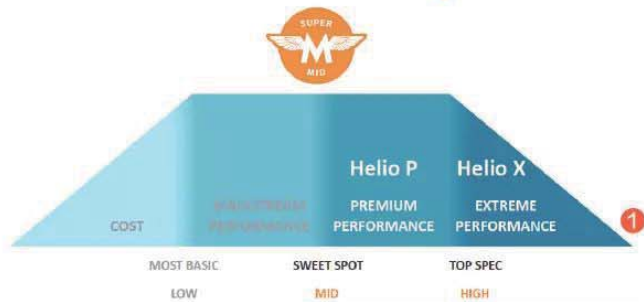 SUPER
M
MID
Helio P Helio X
COST MAINSTREAM PERFORMANCE PREMIUM PERFORMANCE EXTREME PERFORMANCE
1
MOST BASIC SWEET SPOT TOP SPEC
LOW MID HIGH